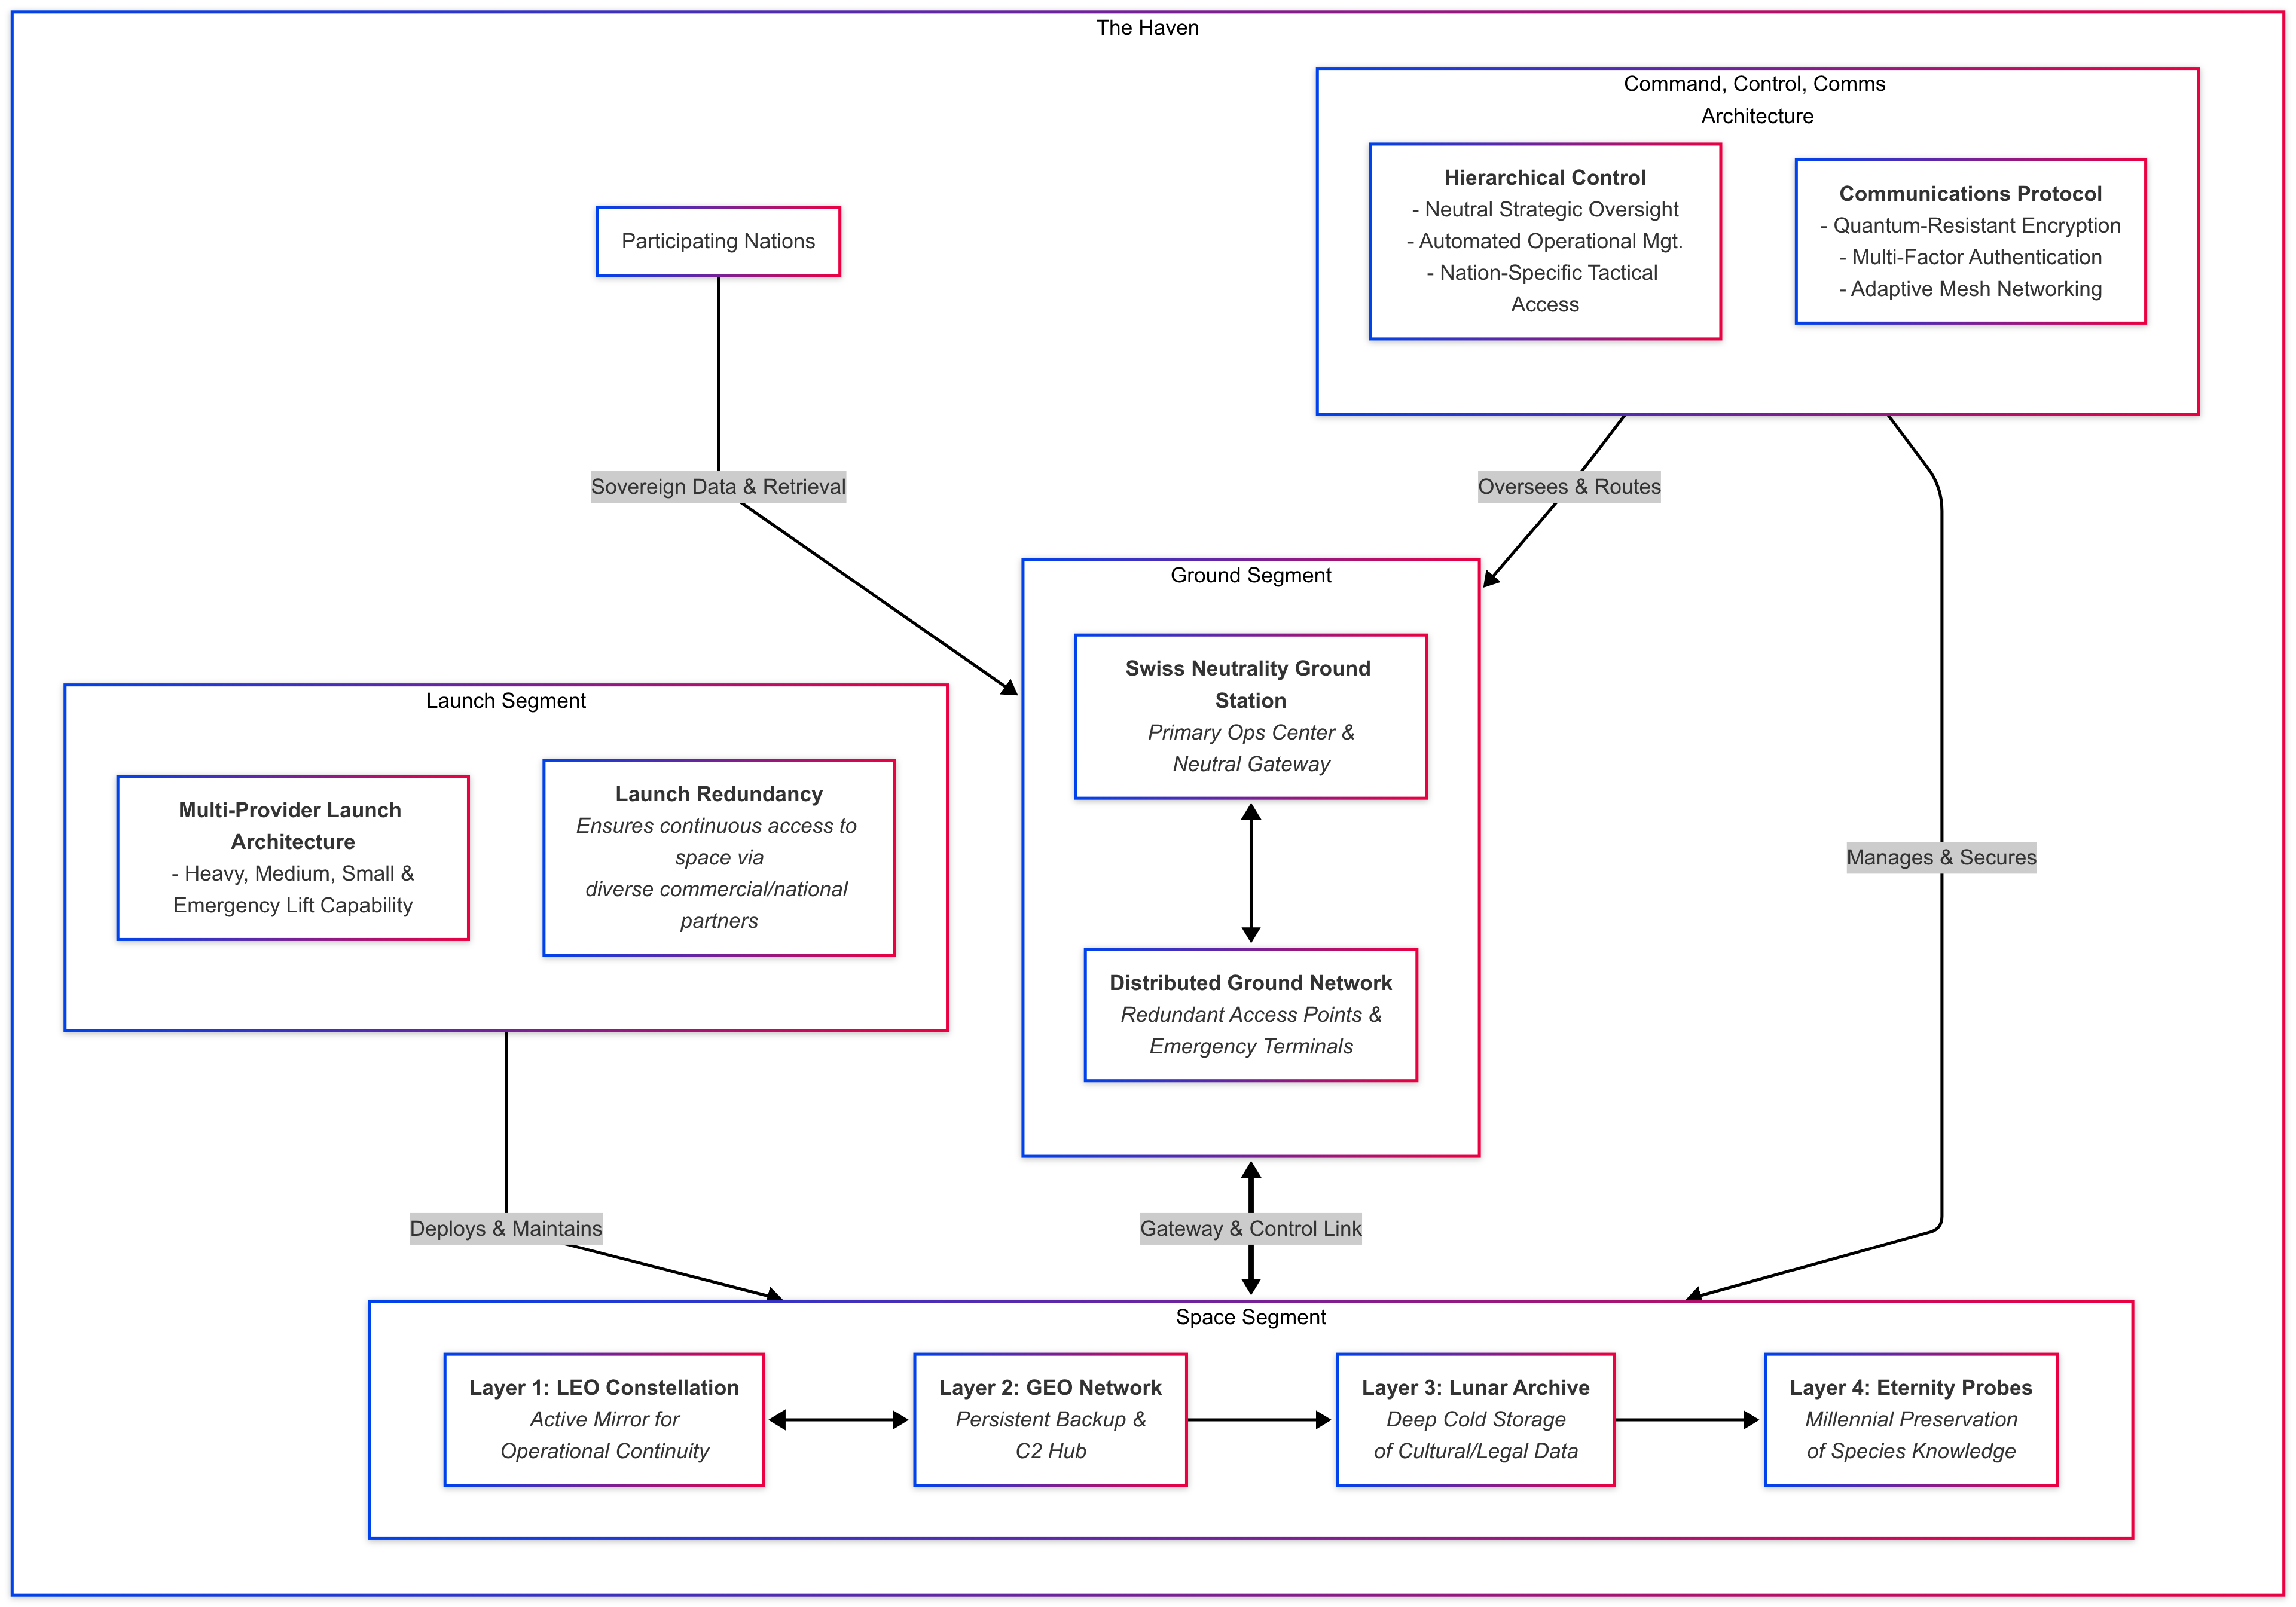 The Haven
Command, Control, Comms
Architecture
Hierarchical Control
- Neutral Strategic Oversight
- Automated Operational Mgt.
- Nation-Specific Tactical
Access
Communications Protocol
- Quantum-Resistant Encryption
- Multi-Factor Authentication
- Adaptive Mesh Networking
Participating Nations
Sovereign Data & Retrieval
Oversees & Routes
Ground Segment
Swiss Neutrality Ground
Station
Primary Ops Center &
Neutral Gateway
Distributed Ground Network
Redundant Access Points &
Emergency Terminals
Launch Segment
Multi-Provider Launch
Architecture
- Heavy, Medium, Small &
Emergency Lift Capability
Launch Redundancy
Ensures continuous access to
space via
diverse commercial/national
partners
Manages & Secures
Deploys & Maintains
Gateway & Control Link
Space Segment
Layer 1: LEO Constellation
Active Mirror for
Operational Continuity
Layer 2: GEO Network
Persistent Backup &
C2 Hub
Layer 3: Lunar Archive
Deep Cold Storage
of Cultural/Legal Data
Layer 4: Eternity Probes
Millennial Preservation
of Species Knowledge